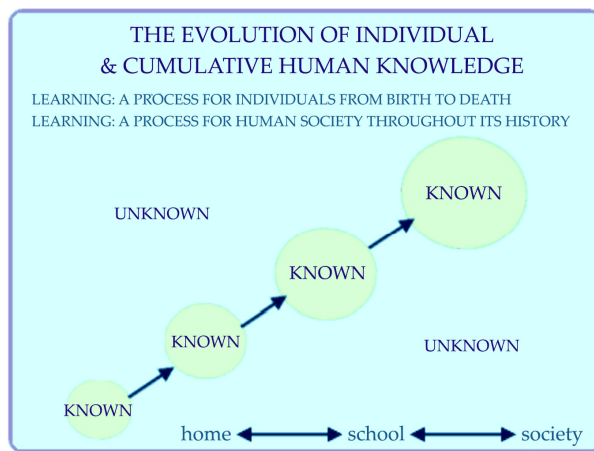 THE EVOLUTION OF INDIVIDUAL
& CUMULATIVE HUMAN KNOWLEDGE
LEARNING: A PROCESS FOR INDIVIDUALS FROM BIRTH TO DEATH
LEARNING: A PROCESS FOR HUMAN SOCIETY THROUGHOUT ITS HISTORY
KNOWN
UNKNOWN
KNOWN
KNOWN
UNKNOWN
KNOWN
home school society